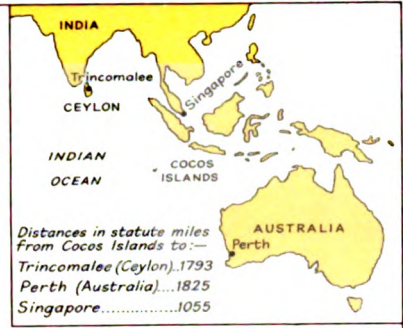 INDIA
Trincomalee
CEYLON
Singapore
INDIAN
OCEAN
COCOS
ISLANDS
AUSTRALIA
Perth
Distances in statute miles
from Cocos Islands to:—
Trincomalee (Ceylon)..1793
Perth (Australia)....1825
Singapore...............1055